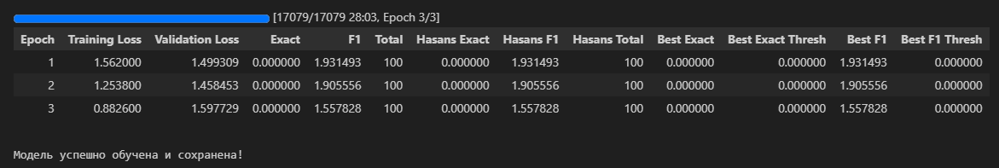 [17079/17079 28:03, Epoch 3/3]
Epoch Training Loss Validation Loss Exact F1 Total Hasans Exact Hasans F1 Hasans Total Best Exact Best Exact Thresh Best F1 Best F1 Thresh
1 1.562000 1.499309 0.000000 1.931493 100 0.000000 1.931493 100 0.000000 0.000000 1.931493 0.000000
2 1.253800 1.458453 0.000000 1.905556 100 0.000000 1.905556 100 0.000000 0.000000 1.905556 0.000000
3 0.882600 1.597729 0.000000 1.557828 100 0.000000 1.557828 100 0.000000 0.000000 1.557828 0.000000
Модель успешно обучена и сохранена!